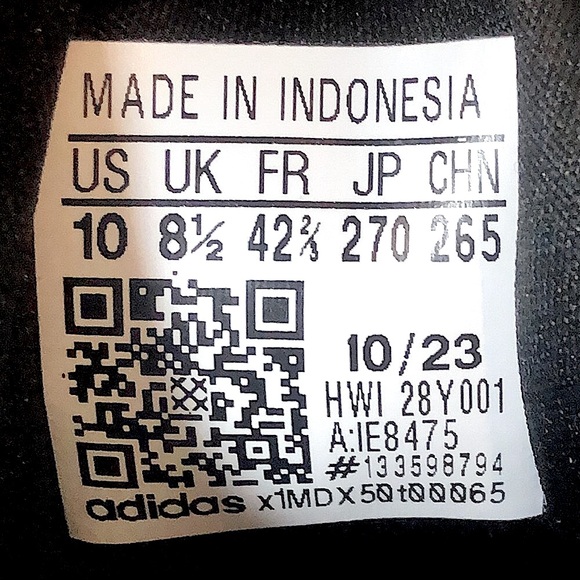 MADE IN INDONESIA
US UK FR JP CHN
10 8½ 42⅔ 270 265
10/23
HWI 28Y001
A:IE8475
#133598794
adidas x1MDX50t00065